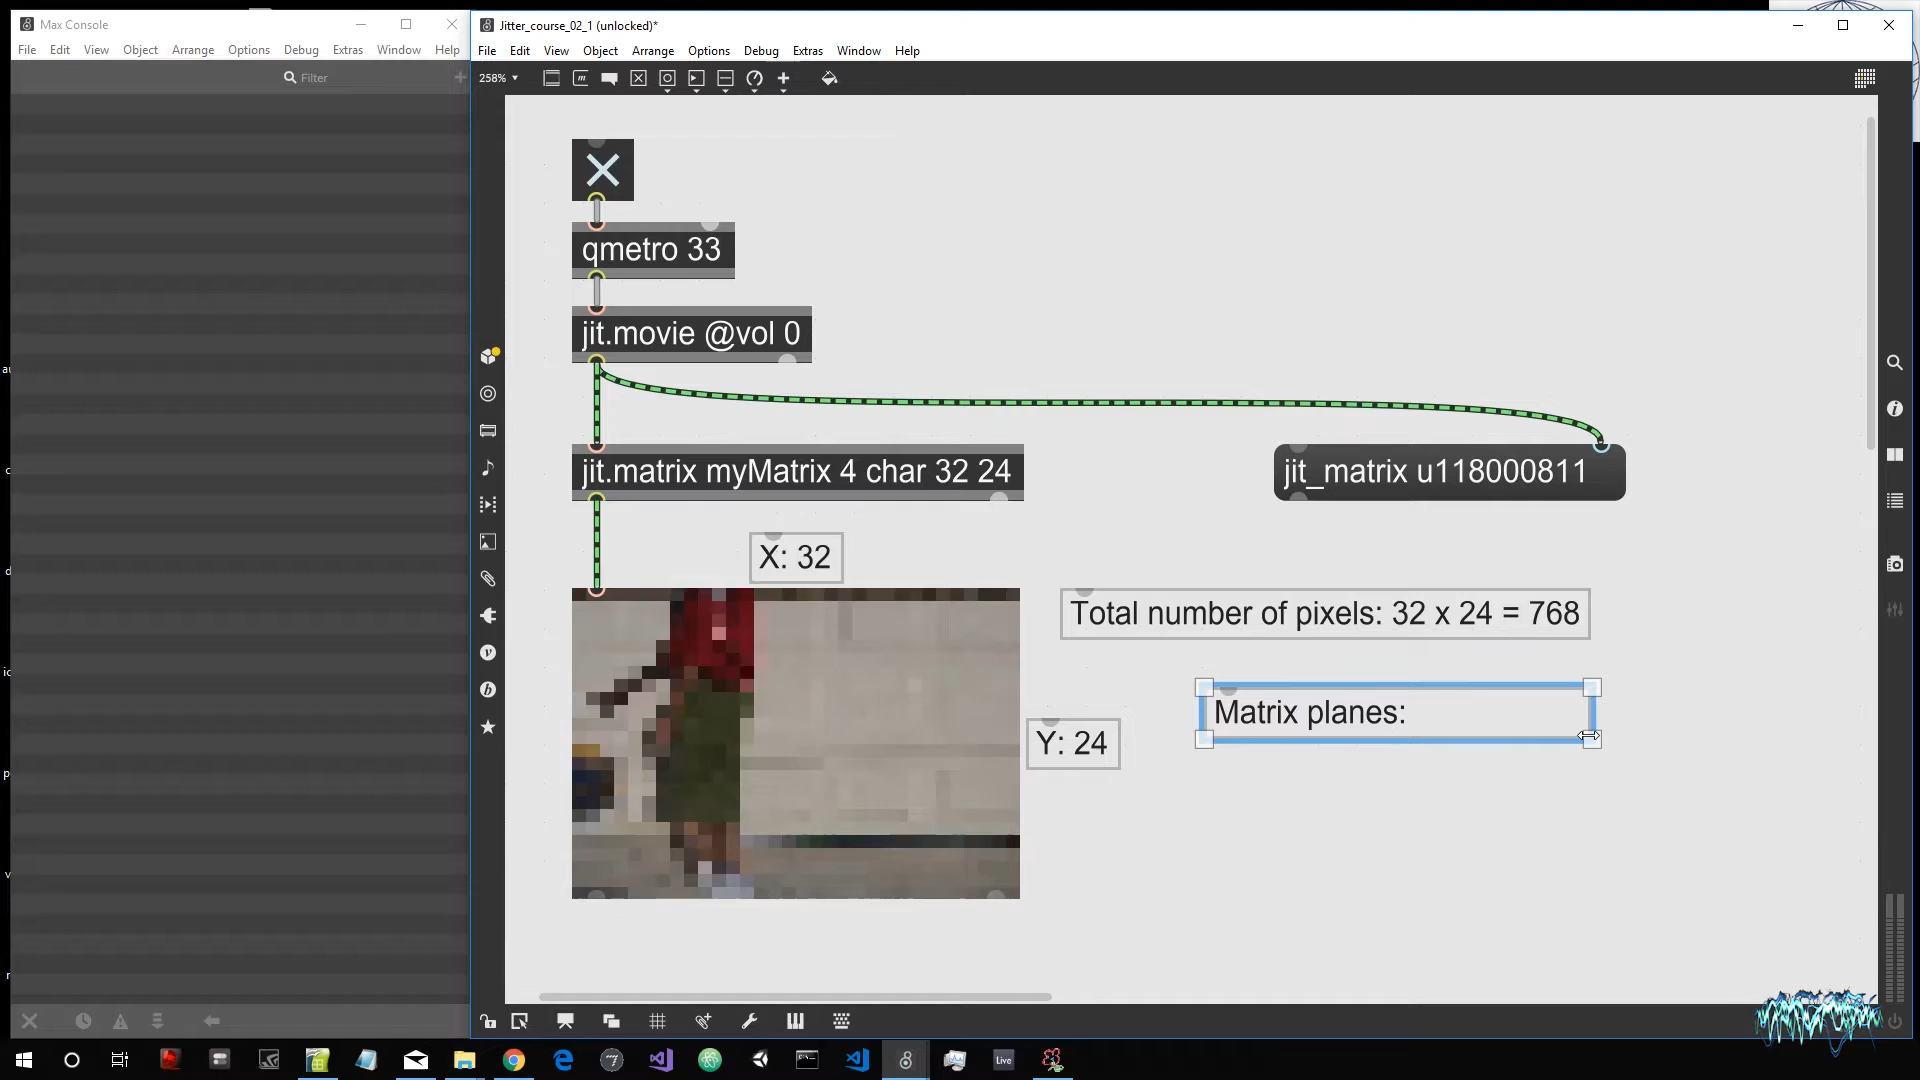 Max Console
File Edit View Object Arrange Options Debug Extras Window Help
Filter
Jitter_course_02_1 (unlocked)*
File Edit View Object Arrange Options Debug Extras Window Help
258%
qmetro 33
jit.movie @vol 0
jit.matrix myMatrix 4 char 32 24
jit_matrix u118000811
X: 32
Total number of pixels: 32 x 24 = 768
Matrix planes:
Y: 24
Live